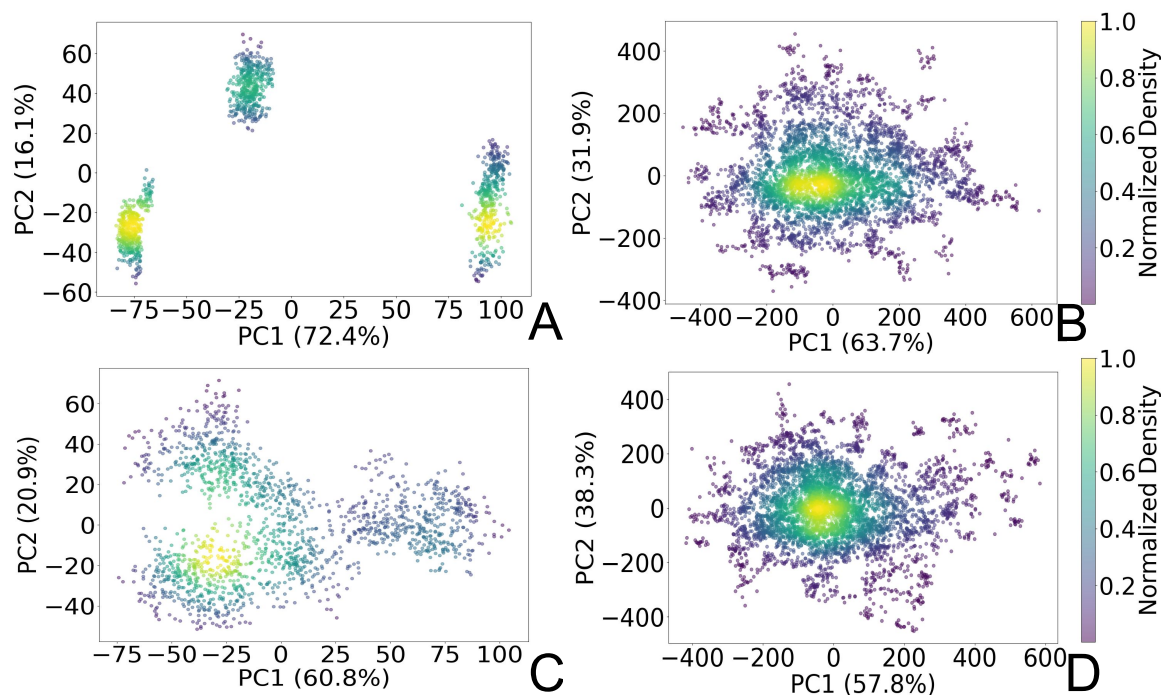 60
40
20
0
−20
−40
−60
PC2 (16.1%)
−75 −50 −25 0 25 50 75 100
PC1 (72.4%)
A
400
200
0
−200
−400
PC2 (31.9%)
−400 −200 0 200 400 600
PC1 (63.7%)
B
1.0
0.8
0.6
0.4
0.2
Normalized Density
60
40
20
0
−20
−40
PC2 (20.9%)
−75 −50 −25 0 25 50 75 100
PC1 (60.8%)
C
400
200
0
−200
−400
PC2 (38.3%)
−400 −200 0 200 400 600
PC1 (57.8%)
D
1.0
0.8
0.6
0.4
0.2
Normalized Density